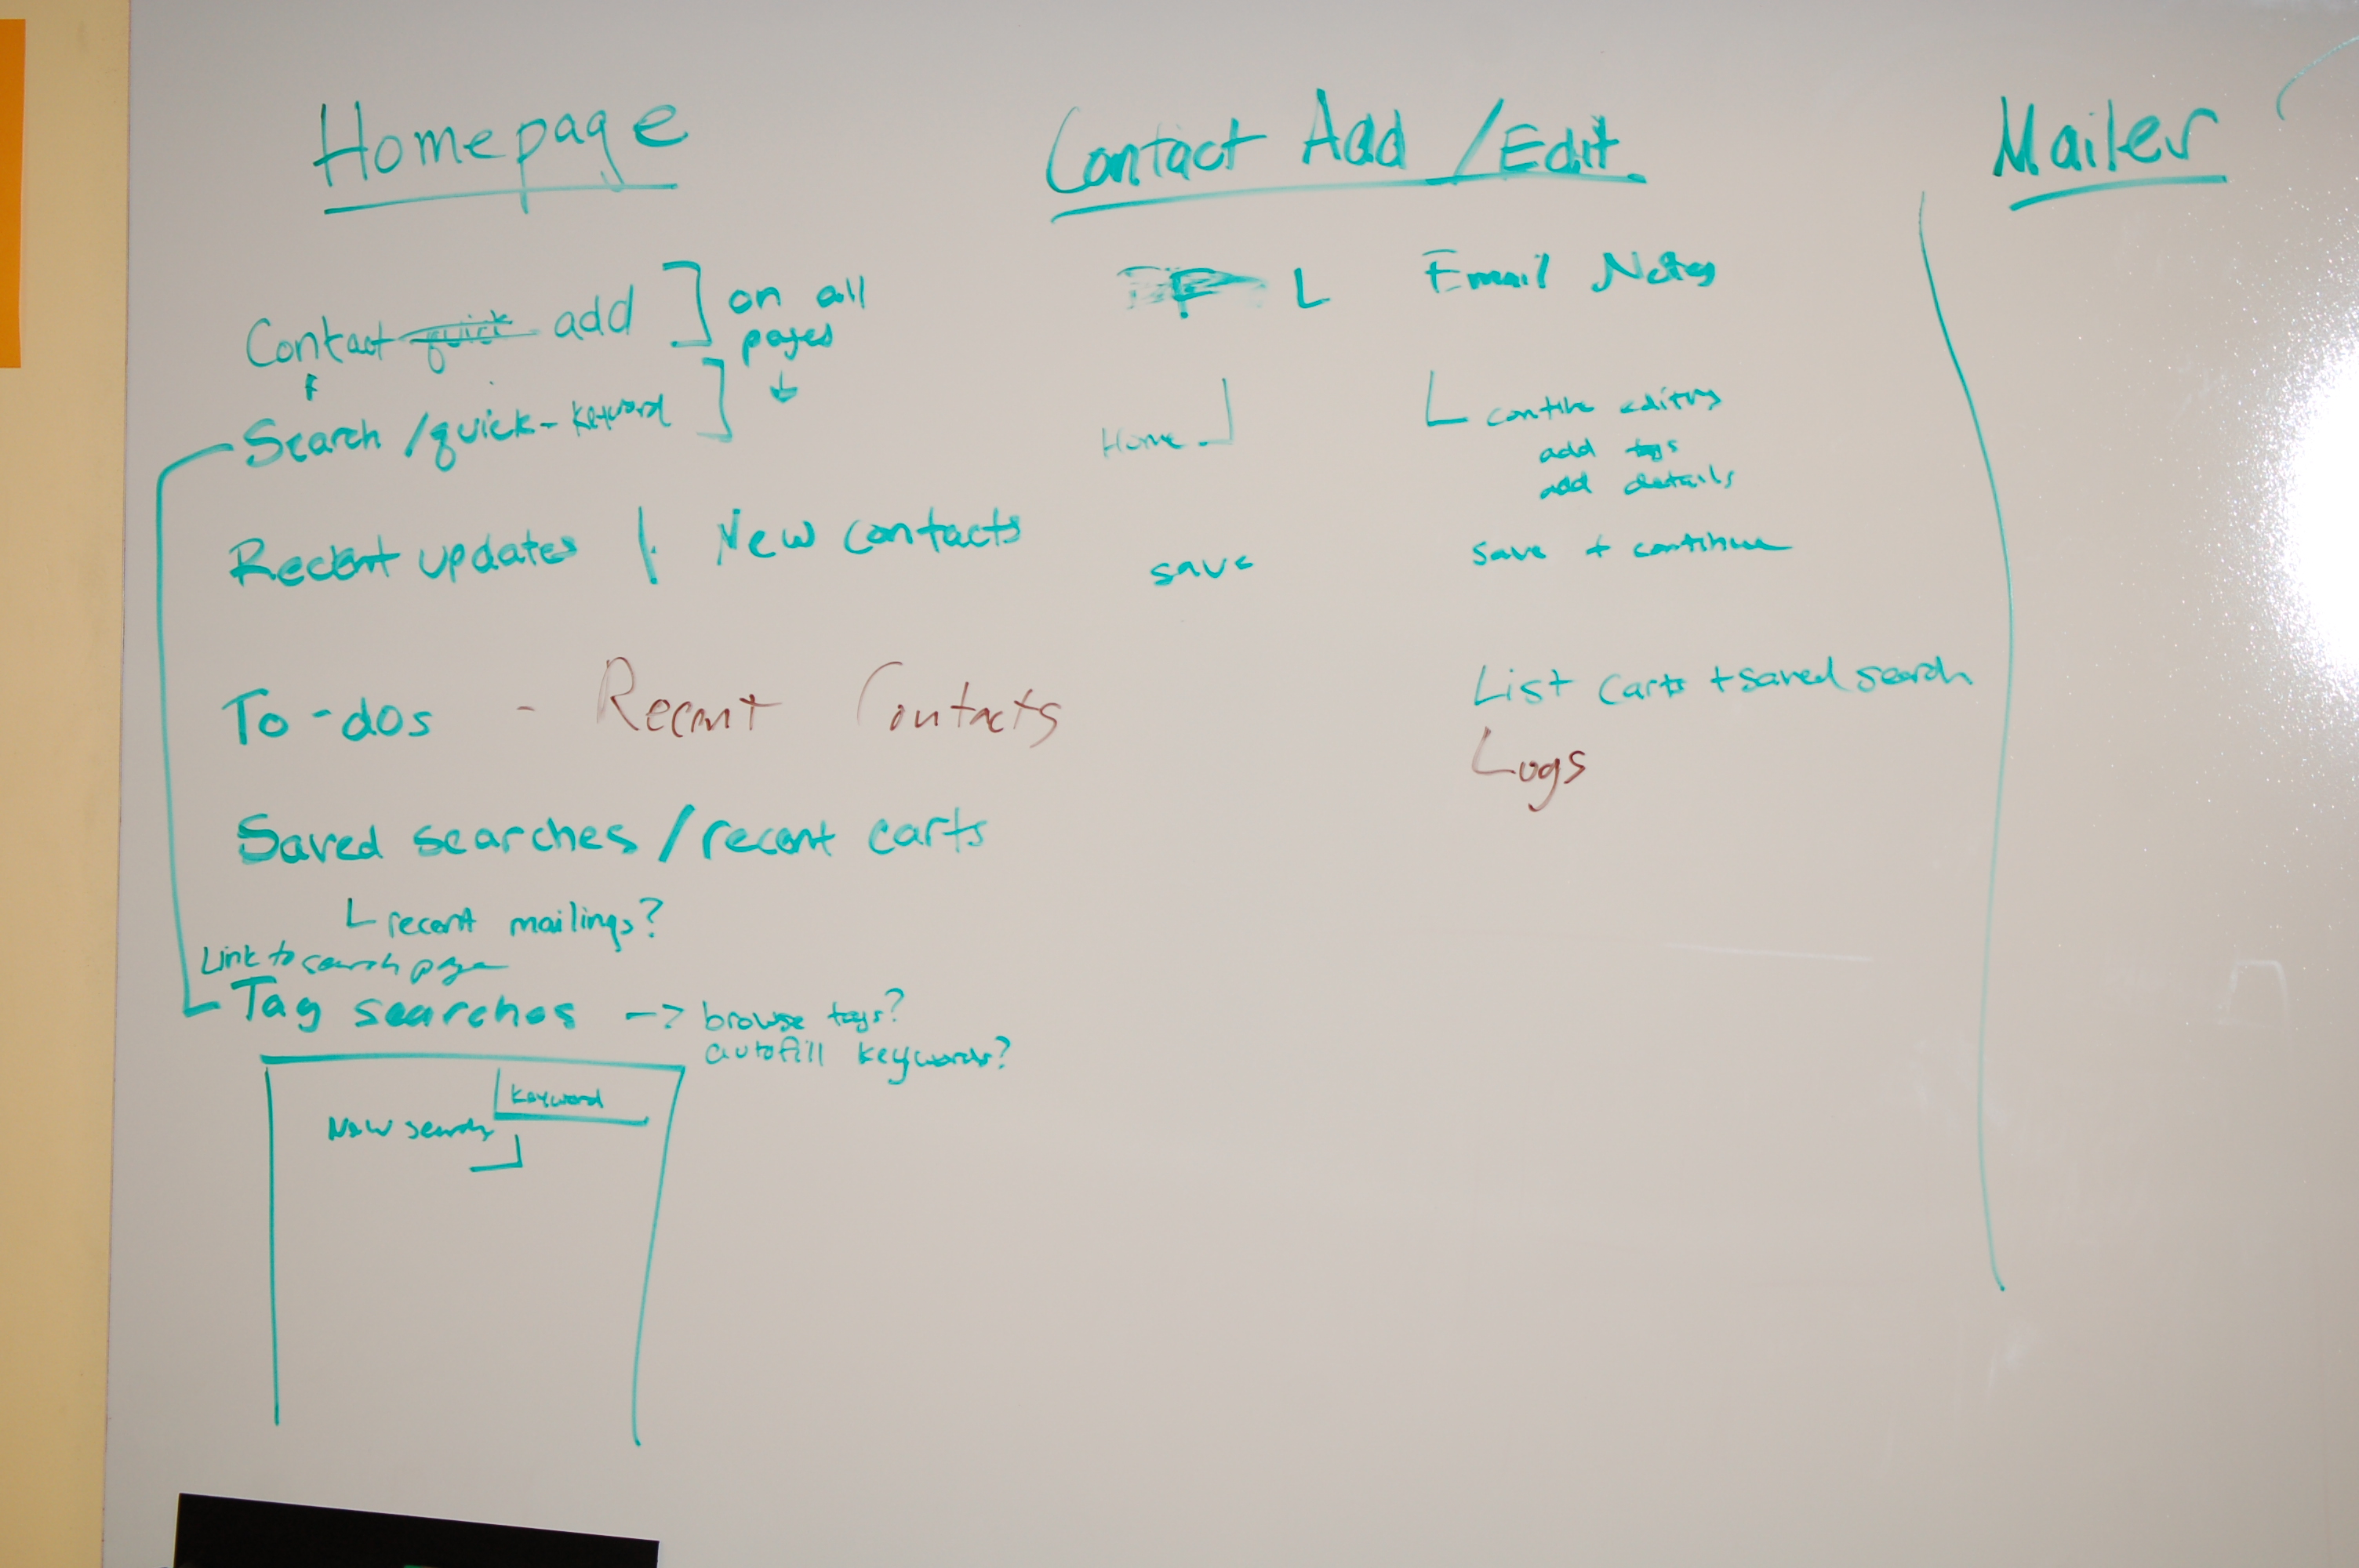 Homepage
Contact quick add
on all
pages
Search / quick - keyword
Recent updates | New contacts
To-dos - Recent Contacts
Saved searches / recent carts
recent mailings?
Link to search page
Tag searches -> browse tags?
autofill keywords?
keyword
New search
Contact Add / Edit
Email Notes
Home
continue editing
add tags
add details
save
save + continue
List carts + saved search
Logs
Mailer